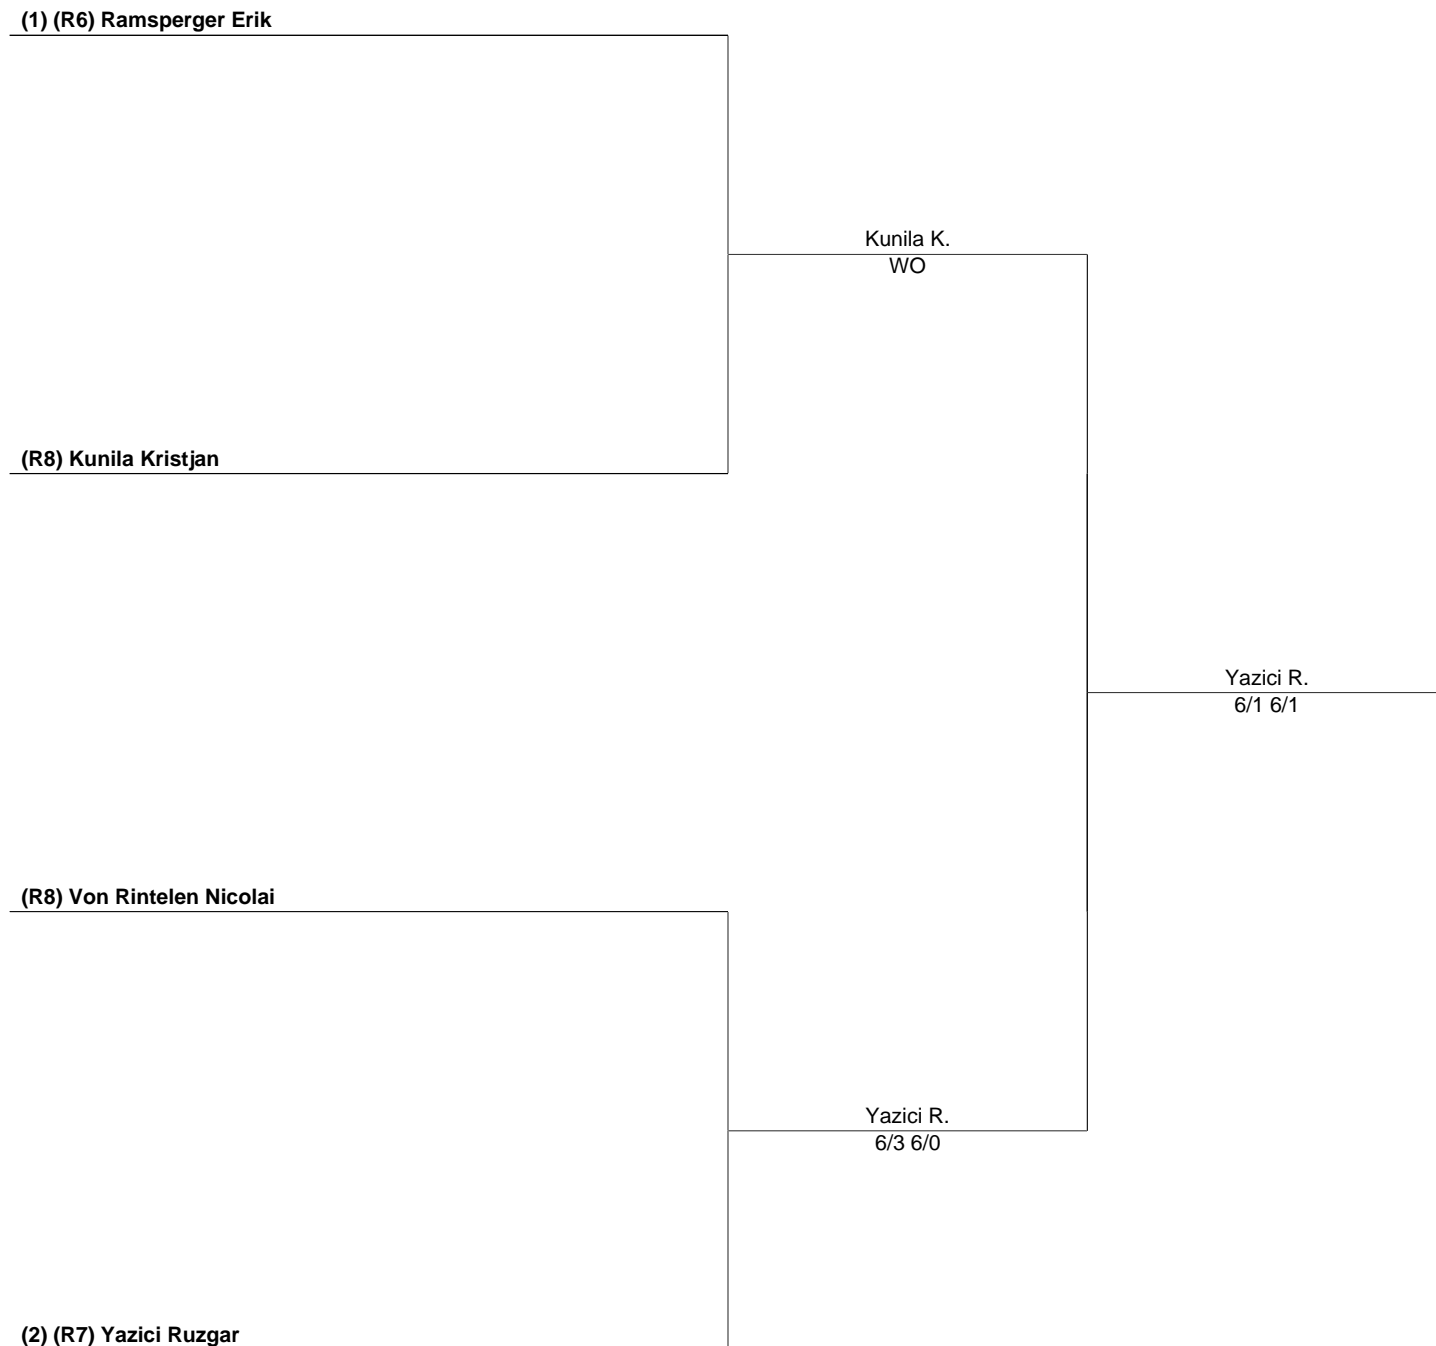 (1) (R6) Ramsperger Erik
Kunila K.
WO
(R8) Kunila Kristjan
Yazici R.
6/1 6/1
(R8) Von Rintelen Nicolai
Yazici R.
6/3 6/0
(2) (R7) Yazici Ruzgar